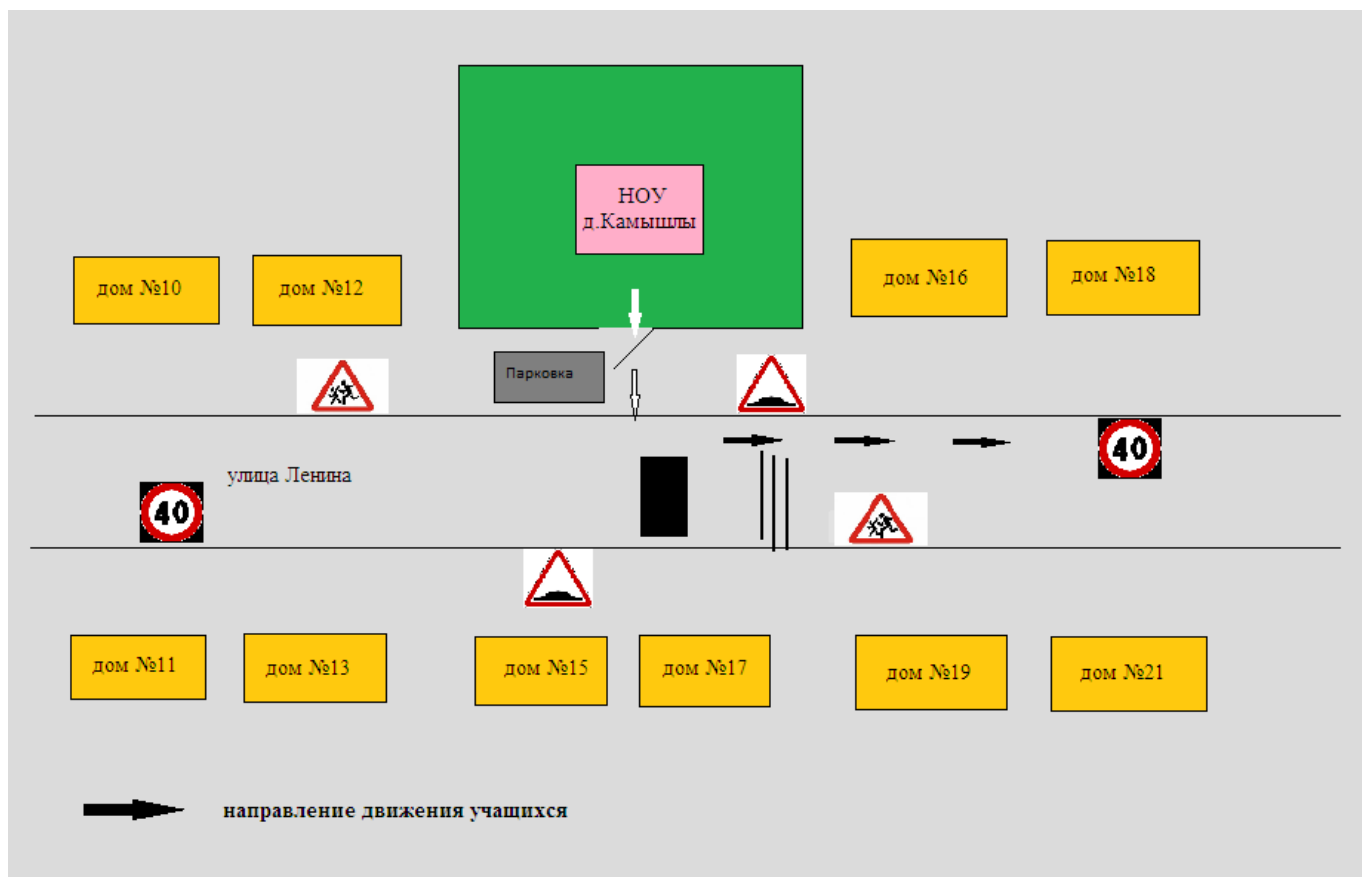 НОУ
д.Камышлы
дом №10
дом №12
дом №16
дом №18
Парковка
40
улица Ленина
40
дом №11
дом №13
дом №15
дом №17
дом №19
дом №21
направление движения учащихся